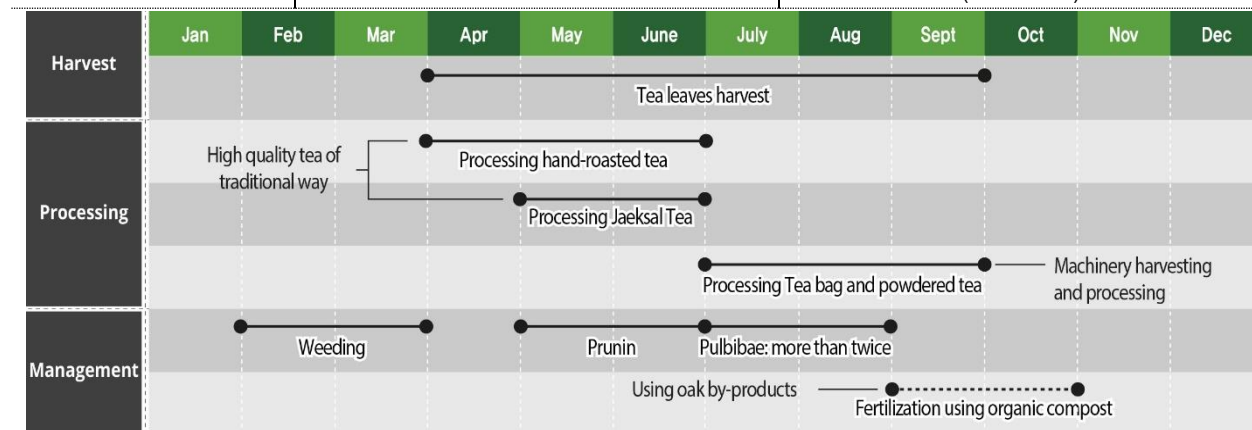 Jan Feb Mar Apr May June July Aug Sept Oct Nov Dec
Harvest
Tea leaves harvest
Processing
High quality tea of
traditional way
Processing hand-roasted tea
Processing Jaeksal Tea
Processing Tea bag and powdered tea
Machinery harvesting
and processing
Management
Weeding
Prunin
Pulbibae: more than twice
Using oak by-products
Fertilization using organic compost